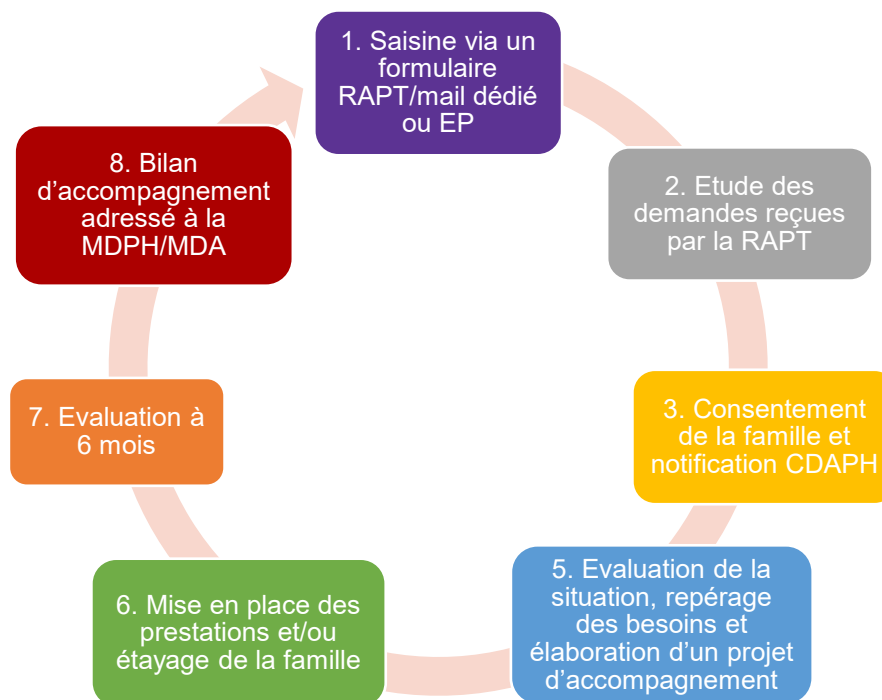 1. Saisine via un
formulaire
RAPT/mail dédié
ou EP
2. Etude des
demandes reçues
par la RAPT
3. Consentement
de la famille et
notification CDAPH
5. Evaluation de la
situation, repérage
des besoins et
élaboration d’un projet
d’accompagnement
6. Mise en place des
prestations et/ou
étayage de la famille
7. Evaluation à
6 mois
8. Bilan
d’accompagnement
adressé à la
MDPH/MDA